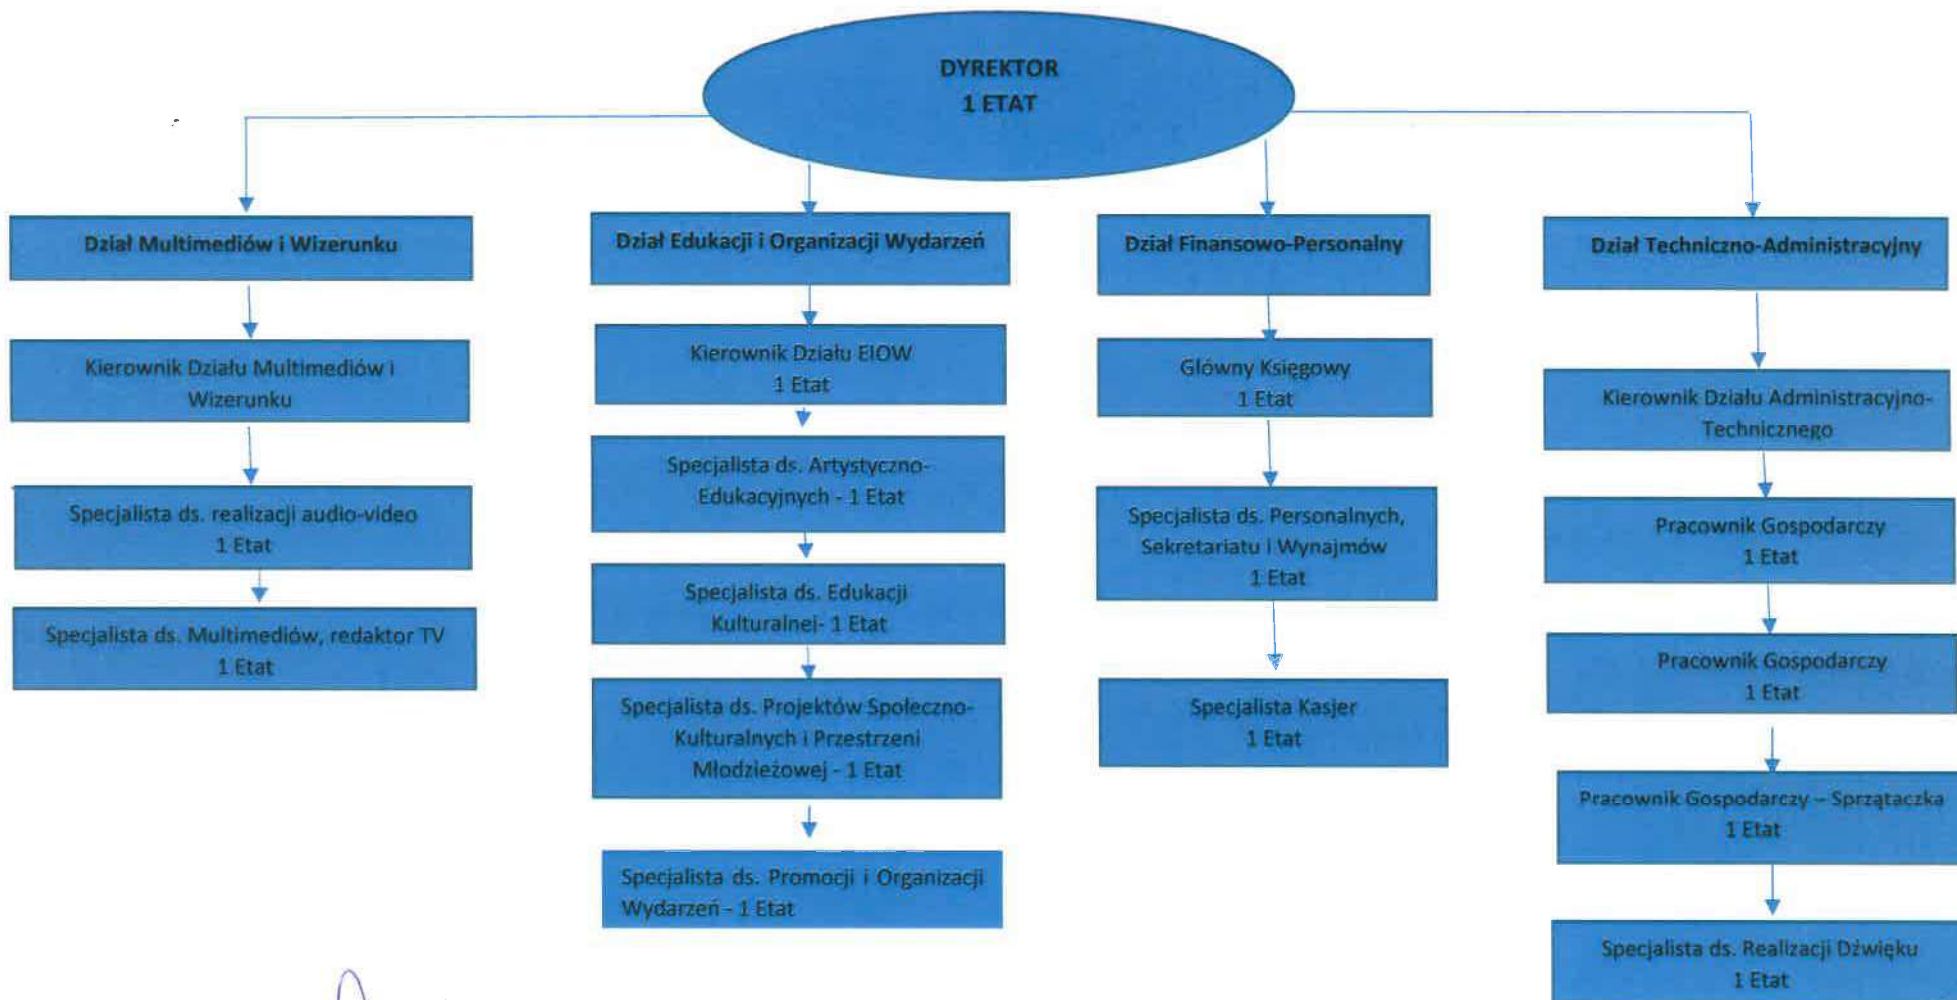 DYREKTOR
1 ETAT
Dział Multimediów i Wizerunku
Kierownik Działu Multimediów i
Wizerunku
Specjalista ds. realizacji audio-video
1 Etat
Specjalista ds. Multimediów, redaktor TV
1 Etat
Dział Edukacji i Organizacji Wydarzeń
Kierownik Działu EIOW
1 Etat
Specjalista ds. Artystyczno-
Edukacyjnych - 1 Etat
Specjalista ds. Edukacji
Kulturalnej- 1 Etat
Specjalista ds. Projektów Społeczno-
Kulturalnych i Przestrzeni
Młodzieżowej - 1 Etat
Specjalista ds. Promocji i Organizacji
Wydarzeń - 1 Etat
Dział Finansowo-Personalny
Główny Księgowy
1 Etat
Specjalista ds. Personalnych,
Sekretariatu i Wynajmów
1 Etat
Specjalista Kasjer
1 Etat
Dział Techniczno-Administracyjny
Kierownik Działu Administracyjno-
Technicznego
Pracownik Gospodarczy
1 Etat
Pracownik Gospodarczy
1 Etat
Pracownik Gospodarczy – Sprzątaczka
1 Etat
Specjalista ds. Realizacji Dźwięku
1 Etat